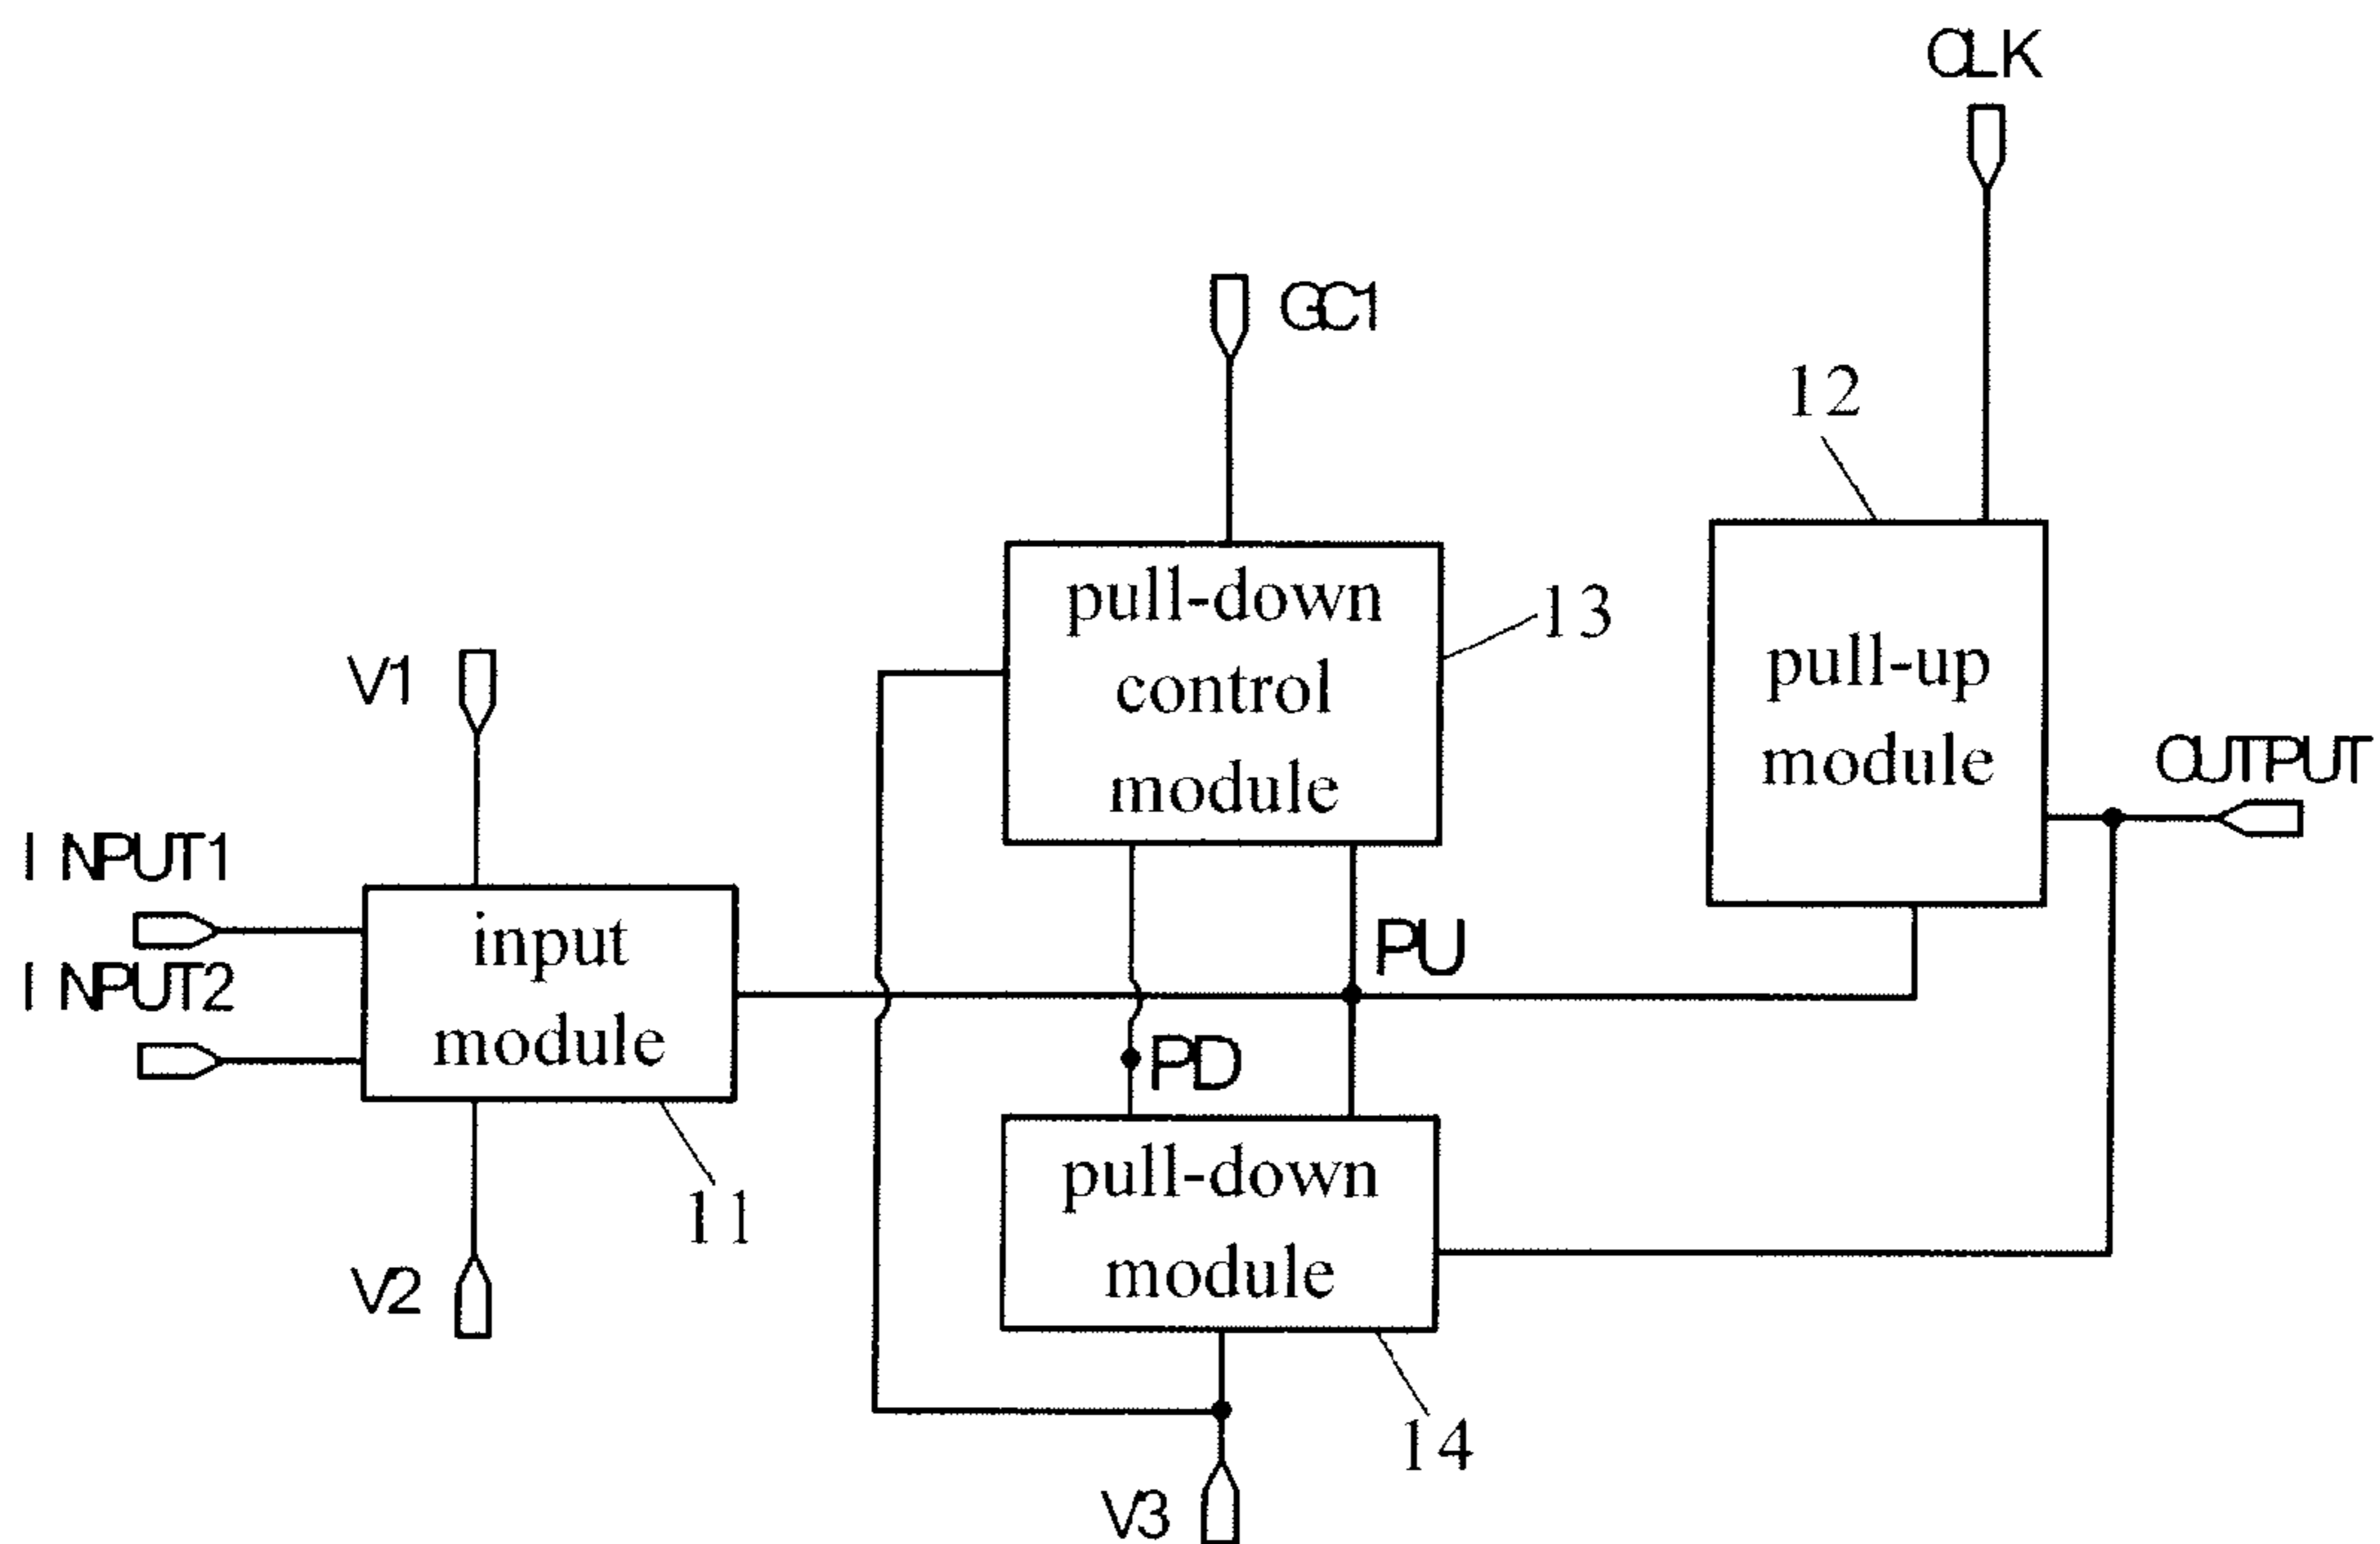 CLK
GC1
12
pull-down
control
module
13
pull-up
module
V1
OUTPUT
INPUT1
INPUT2
input
module
PU
PD
11
pull-down
module
V2
14
V3